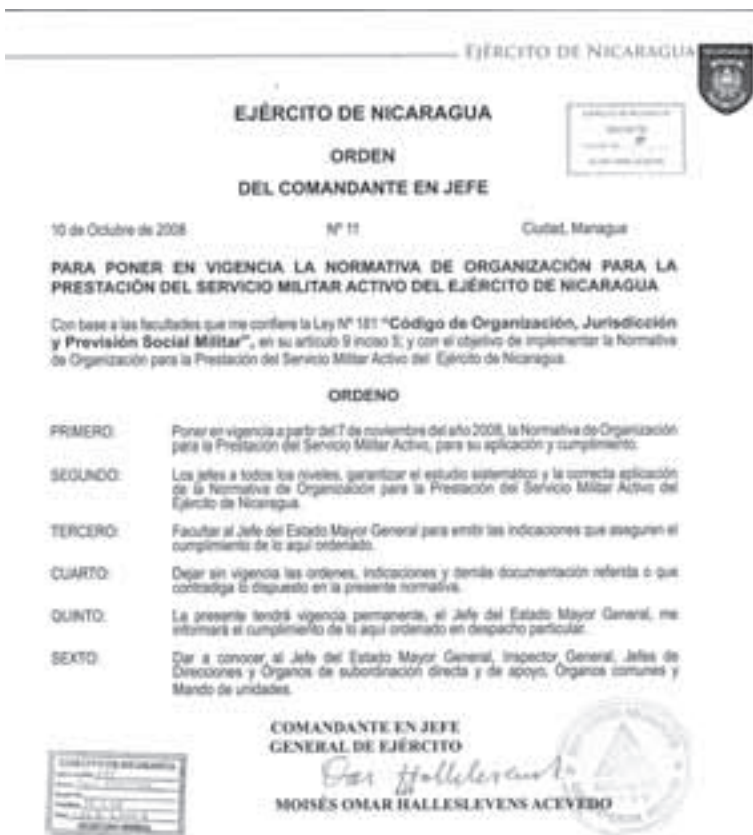 EJÉRCITO DE NICARAGUA
EJÉRCITO DE NICARAGUA
ORDEN
DEL COMANDANTE EN JEFE
10 de Octubre de 2008 Nº 11 Ciudad, Managua
PARA PONER EN VIGENCIA LA NORMATIVA DE ORGANIZACIÓN PARA LA
PRESTACIÓN DEL SERVICIO MILITAR ACTIVO DEL EJÉRCITO DE NICARAGUA
Con base a las facultades que me confiere la Ley Nº 181 "Código de Organización, Jurisdicción
y Previsión Social Militar", en su artículo 9 inciso 5; y con el objetivo de implementar la Normativa
de Organización para la Prestación del Servicio Militar Activo del Ejército de Nicaragua.
ORDENO
PRIMERO: Poner en vigencia a partir del 7 de noviembre del año 2008, la Normativa de Organización
para la Prestación del Servicio Militar Activo, para su aplicación y cumplimiento.
SEGUNDO: Los jefes a todos los niveles, garantizar el estudio sistemático y la correcta aplicación
de la Normativa de Organización para la Prestación del Servicio Militar Activo del
Ejército de Nicaragua.
TERCERO: Facultar al Jefe del Estado Mayor General para emitir las indicaciones que aseguren el
cumplimiento de lo aquí ordenado.
CUARTO: Dejar sin vigencia las ordenes, indicaciones y demás documentación referida o que
contradiga lo dispuesto en la presente normativa.
QUINTO: La presente tendrá vigencia permanente, el Jefe del Estado Mayor General, me
informará el cumplimiento de lo aquí ordenado en despacho particular.
SEXTO: Dar a conocer al Jefe del Estado Mayor General, Inspector General, Jefes de
Direcciones y Órganos de subordinación directa y de apoyo, Órganos comunes y
Mando de unidades.
COMANDANTE EN JEFE
GENERAL DE EJÉRCITO
MOISÉS OMAR HALLESLEVENS ACEVEDO